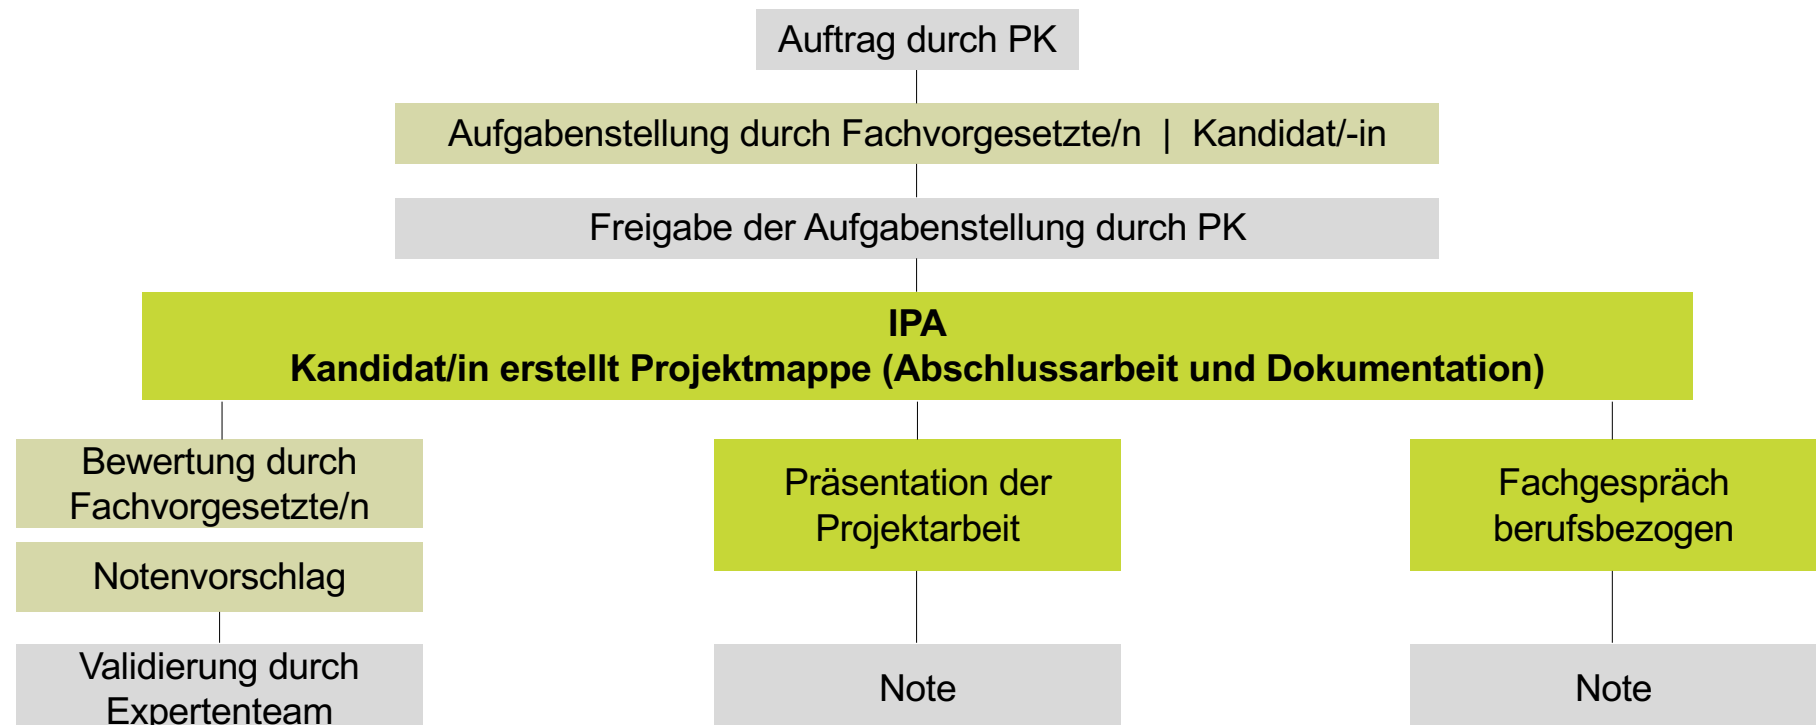 Auftrag durch PK
Aufgabenstellung durch Fachvorgesetzte/n | Kandidat/-in
Freigabe der Aufgabenstellung durch PK
IPA
Kandidat/in erstellt Projektmappe (Abschlussarbeit und Dokumentation)
Bewertung durch
Fachvorgesetzte/n
Notenvorschlag
Validierung durch
Expertenteam
Präsentation der
Projektarbeit
Note
Fachgespräch
berufsbezogen
Note